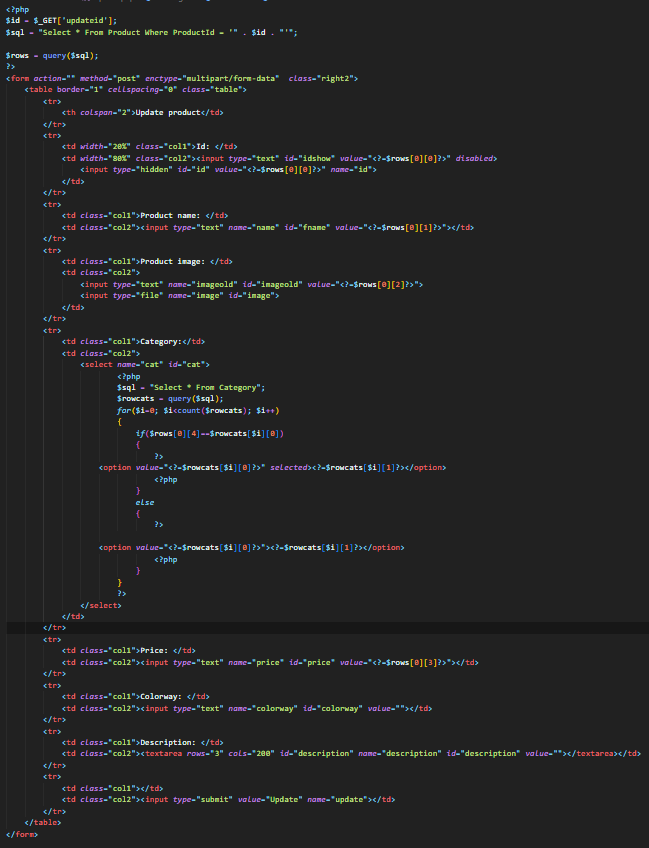 <?php
$id = $_GET['updateid'];
$sql = "Select * From Product Where ProductId = '" . $id . "'";

$rows = query($sql);
?>
<form action="" method="post" enctype="multipart/form-data"  class="right2">
    <table border="1" cellspacing="0" class="table">
        <tr>
            <th colspan="2">Update product</td>
        </tr>
        <tr>
            <td width="20%" class="col1">Id: </td>
            <td width="80%" class="col2"><input type="text" id="idshow" value="<?=$rows[0][0]?>" disabled>
                <input type="hidden" id="id" value="<?=$rows[0][0]?>" name="id">
            </td>
        </tr>
        <tr>
            <td class="col1">Product name: </td>
            <td class="col2"><input type="text" name="name" id="fname" value="<?=$rows[0][1]?>"></td>
        </tr>
        <tr>
            <td class="col1">Product image: </td>
            <td class="col2">
                <input type="text" name="imageold" id="imageold" value="<?=$rows[0][2]?>">
                <input type="file" name="image" id="image">
            </td>
        </tr>
        <tr>
            <td class="col1">Category:</td>
            <td class="col2">
                <select name="cat" id="cat">
                        <?php
                        $sql = "Select * From Category";
                        $rowcats = query($sql);
                        for($i=0; $i<count($rowcats); $i++)
                        {
                            if($rows[0][4]==$rowcats[$i][0])
                            {
                                ?>
                    <option value="<?=$rowcats[$i][0]?>" selected><?=$rowcats[$i][1]?></option>
                                <?php
                            }
                            else
                            {
                                ?>

                    <option value="<?=$rowcats[$i][0]?>"><?=$rowcats[$i][1]?></option>
                                <?php
                            }
                        }
                        ?>
                </select>
            </td>
        </tr>
        <tr>
            <td class="col1">Price: </td>
            <td class="col2"><input type="text" name="price" id="price" value="<?=$rows[0][3]?>"></td>
        </tr>
        <tr>
            <td class="col1">Colorway: </td>
            <td class="col2"><input type="text" name="colorway" id="colorway" value=""></td>
        </tr>
        <tr>
            <td class="col1">Description: </td>
            <td class="col2"><textarea rows="3" cols="200" id="description" name="description" id="description" value=""></textarea></td>
        </tr>
        <tr>
            <td class="col1"></td>
            <td class="col2"><input type="submit" value="Update" name="update"></td>
        </tr>
    </table>
</form>